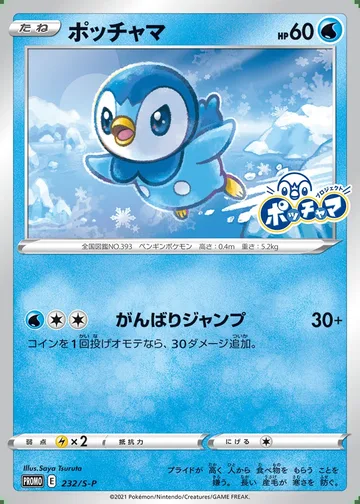 たね ポッチャマ HP60
プロジェクト
ポッチャマ
全国図鑑NO.393 ペンギンポケモン 高さ:0.4m 重さ:5.2kg
がんばりジャンプ 30+
コインを1回投げオモテなら、30ダメージ追加。
弱点 ×2 抵抗力 にげる
Illus.Saya Tsuruta
プライドが 高く 人から 食べ物を もらうことを
嫌う。 長い 産毛が 寒さを 防ぐ。
PROMO E 232/S-P
©2021 Pokémon/Nintendo/Creatures/GAME FREAK.